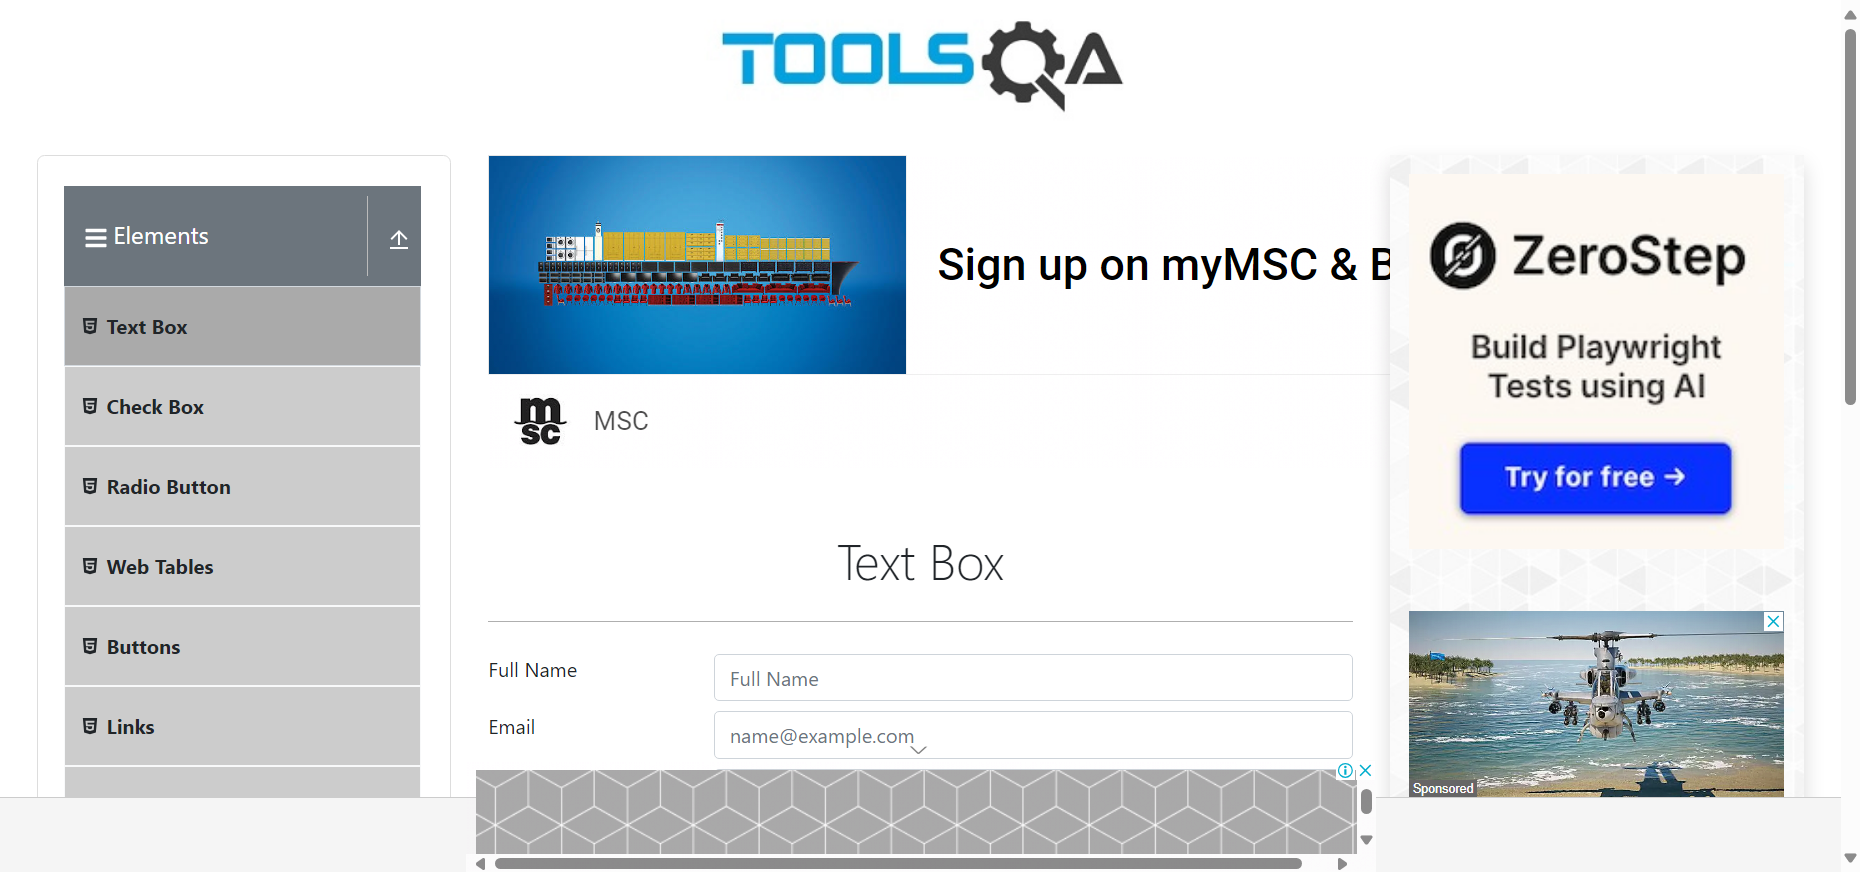 TOOLSQA
Elements
Text Box
Check Box
Radio Button
Web Tables
Buttons
Links
Sign up on myMSC & B
msc
MSC
Text Box
Full Name
Full Name
Email
name@example.com
ZeroStep
Build Playwright
Tests using AI
Try for free →
Sponsored